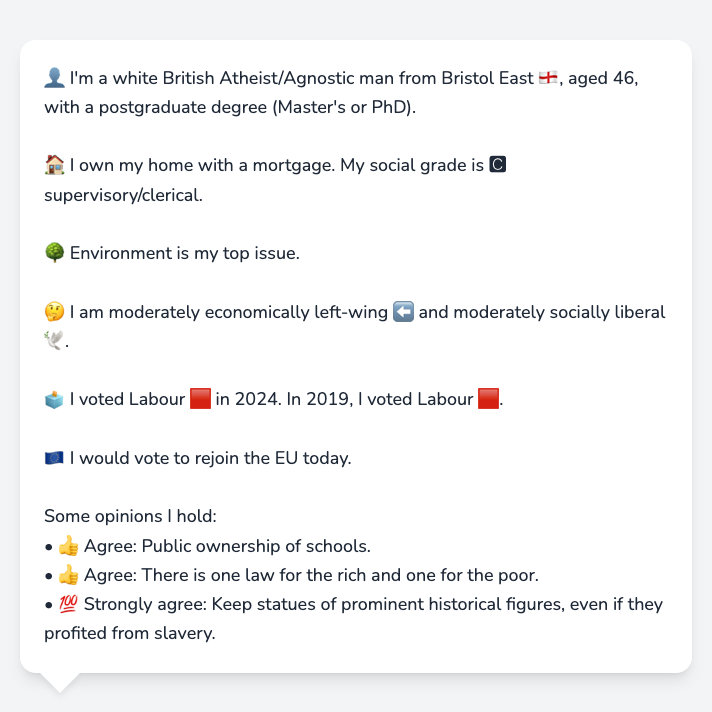 👤 I'm a white British Atheist/Agnostic man from Bristol East 🏴󠁧󠁢󠁥󠁮󠁧󠁿, aged 46,
with a postgraduate degree (Master's or PhD).
🏠 I own my home with a mortgage. My social grade is 🅲
supervisory/clerical.
🌳 Environment is my top issue.
🤔 I am moderately economically left-wing ⬅️ and moderately socially liberal
🕊️.
🗳️ I voted Labour 🟥 in 2024. In 2019, I voted Labour 🟥.
🇪🇺 I would vote to rejoin the EU today.
Some opinions I hold:
• 👍 Agree: Public ownership of schools.
• 👍 Agree: There is one law for the rich and one for the poor.
• 💯 Strongly agree: Keep statues of prominent historical figures, even if they
profited from slavery.